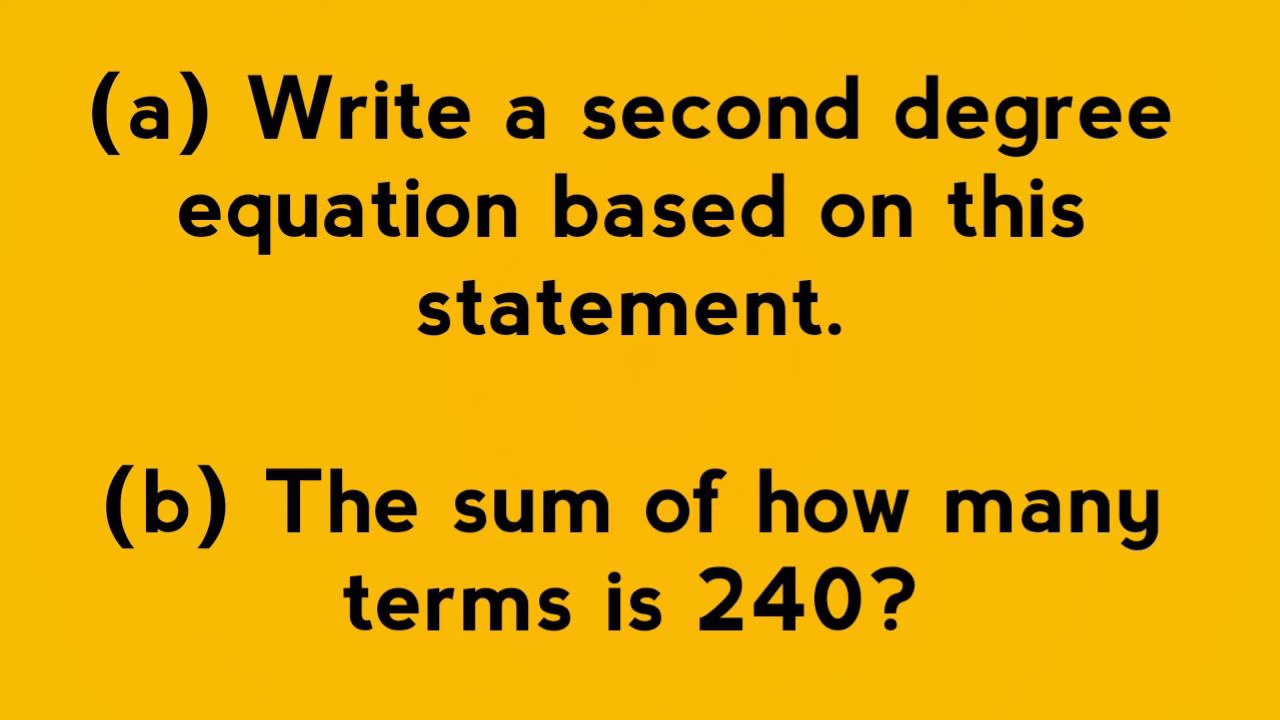 (a) Write a second degree
equation based on this
statement.
(b) The sum of how many
terms is 240?